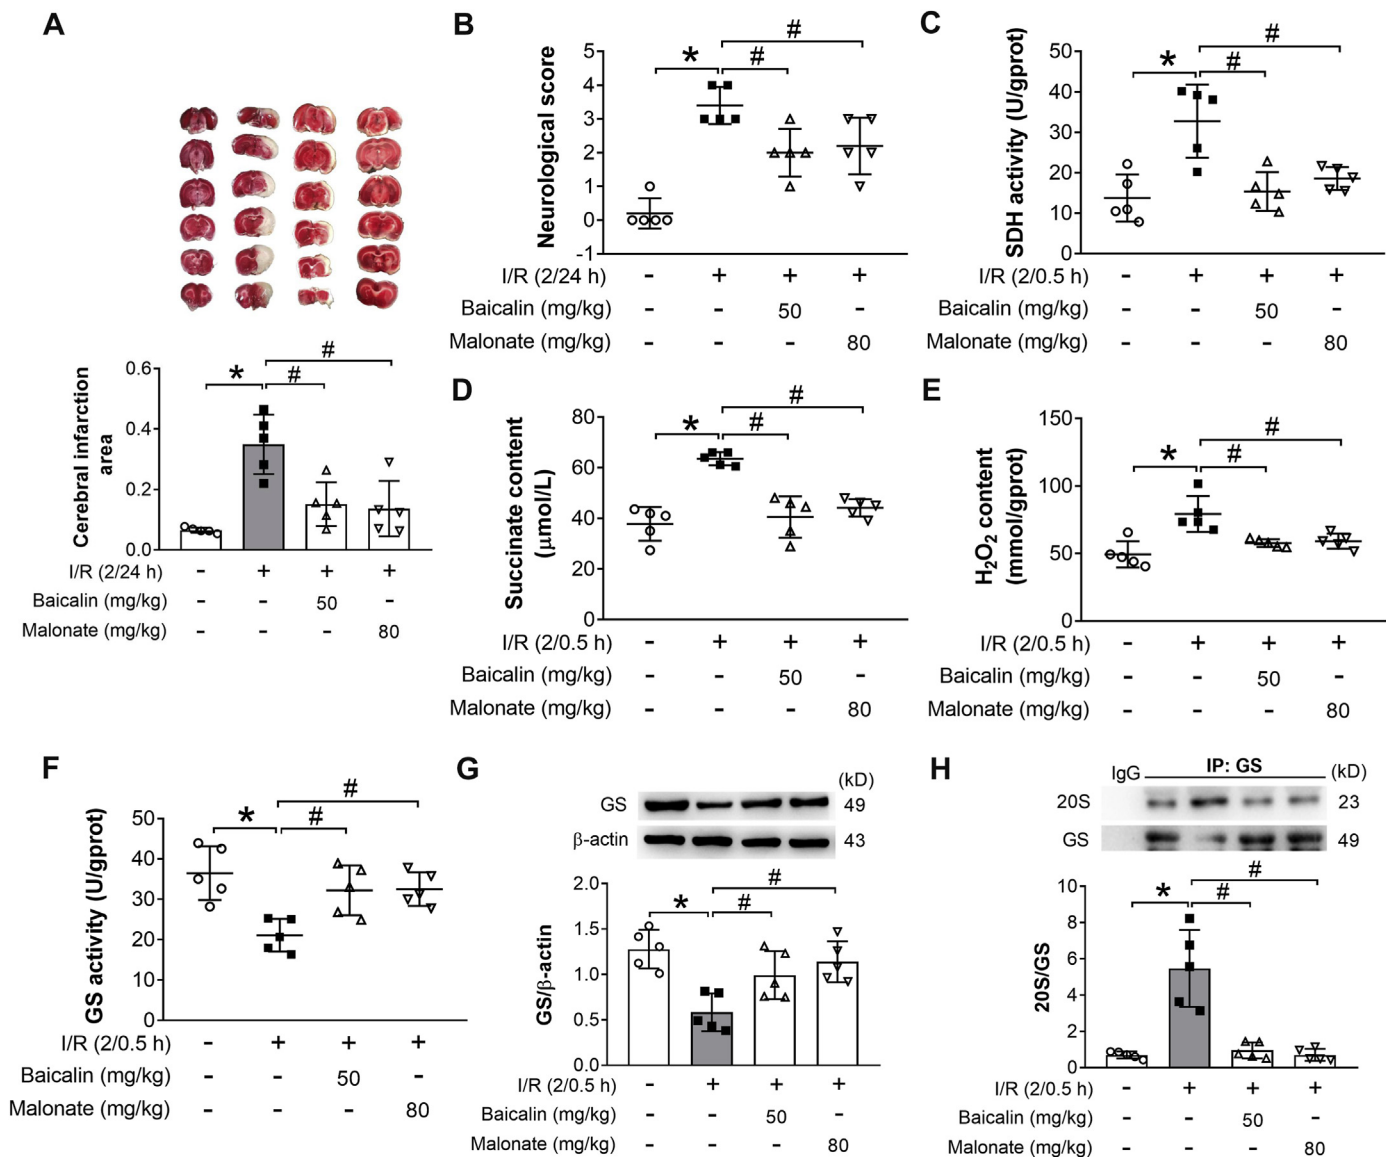 A
Cerebral infarction
area
0.6
0.4
0.2
0.0
* # #
I/R (2/24 h) - + + +
Baicalin (mg/kg) - - 50 -
Malonate (mg/kg) - - - 80
B
Neurological score
5
4
3
2
1
0
-1
* # #
I/R (2/24 h) - + + +
Baicalin (mg/kg) - - 50 -
Malonate (mg/kg) - - - 80
C
SDH activity (U/gprot)
50
40
30
20
10
0
* # #
I/R (2/0.5 h) - + + +
Baicalin (mg/kg) - - 50 -
Malonate (mg/kg) - - - 80
D
Succinate content
(μmol/L)
80
60
40
20
0
* # #
I/R (2/0.5 h) - + + +
Baicalin (mg/kg) - - 50 -
Malonate (mg/kg) - - - 80
E
H₂O₂ content
(mmol/gprot)
150
100
50
0
* # #
I/R (2/0.5 h) - + + +
Baicalin (mg/kg) - - 50 -
Malonate (mg/kg) - - - 80
F
GS activity (U/gprot)
50
40
30
20
10
0
* # #
I/R (2/0.5 h) - + + +
Baicalin (mg/kg) - - 50 -
Malonate (mg/kg) - - - 80
G
(kD)
GS 49
β-actin 43
GS/β-actin
2.0
1.5
1.0
0.5
0.0
* # #
I/R (2/0.5 h) - + + +
Baicalin (mg/kg) - - 50 -
Malonate (mg/kg) - - - 80
H
IgG IP: GS (kD)
20S 23
GS 49
20S/GS
10
8
6
4
2
0
* # #
I/R (2/0.5 h) - + + +
Baicalin (mg/kg) - - 50 -
Malonate (mg/kg) - - - 80